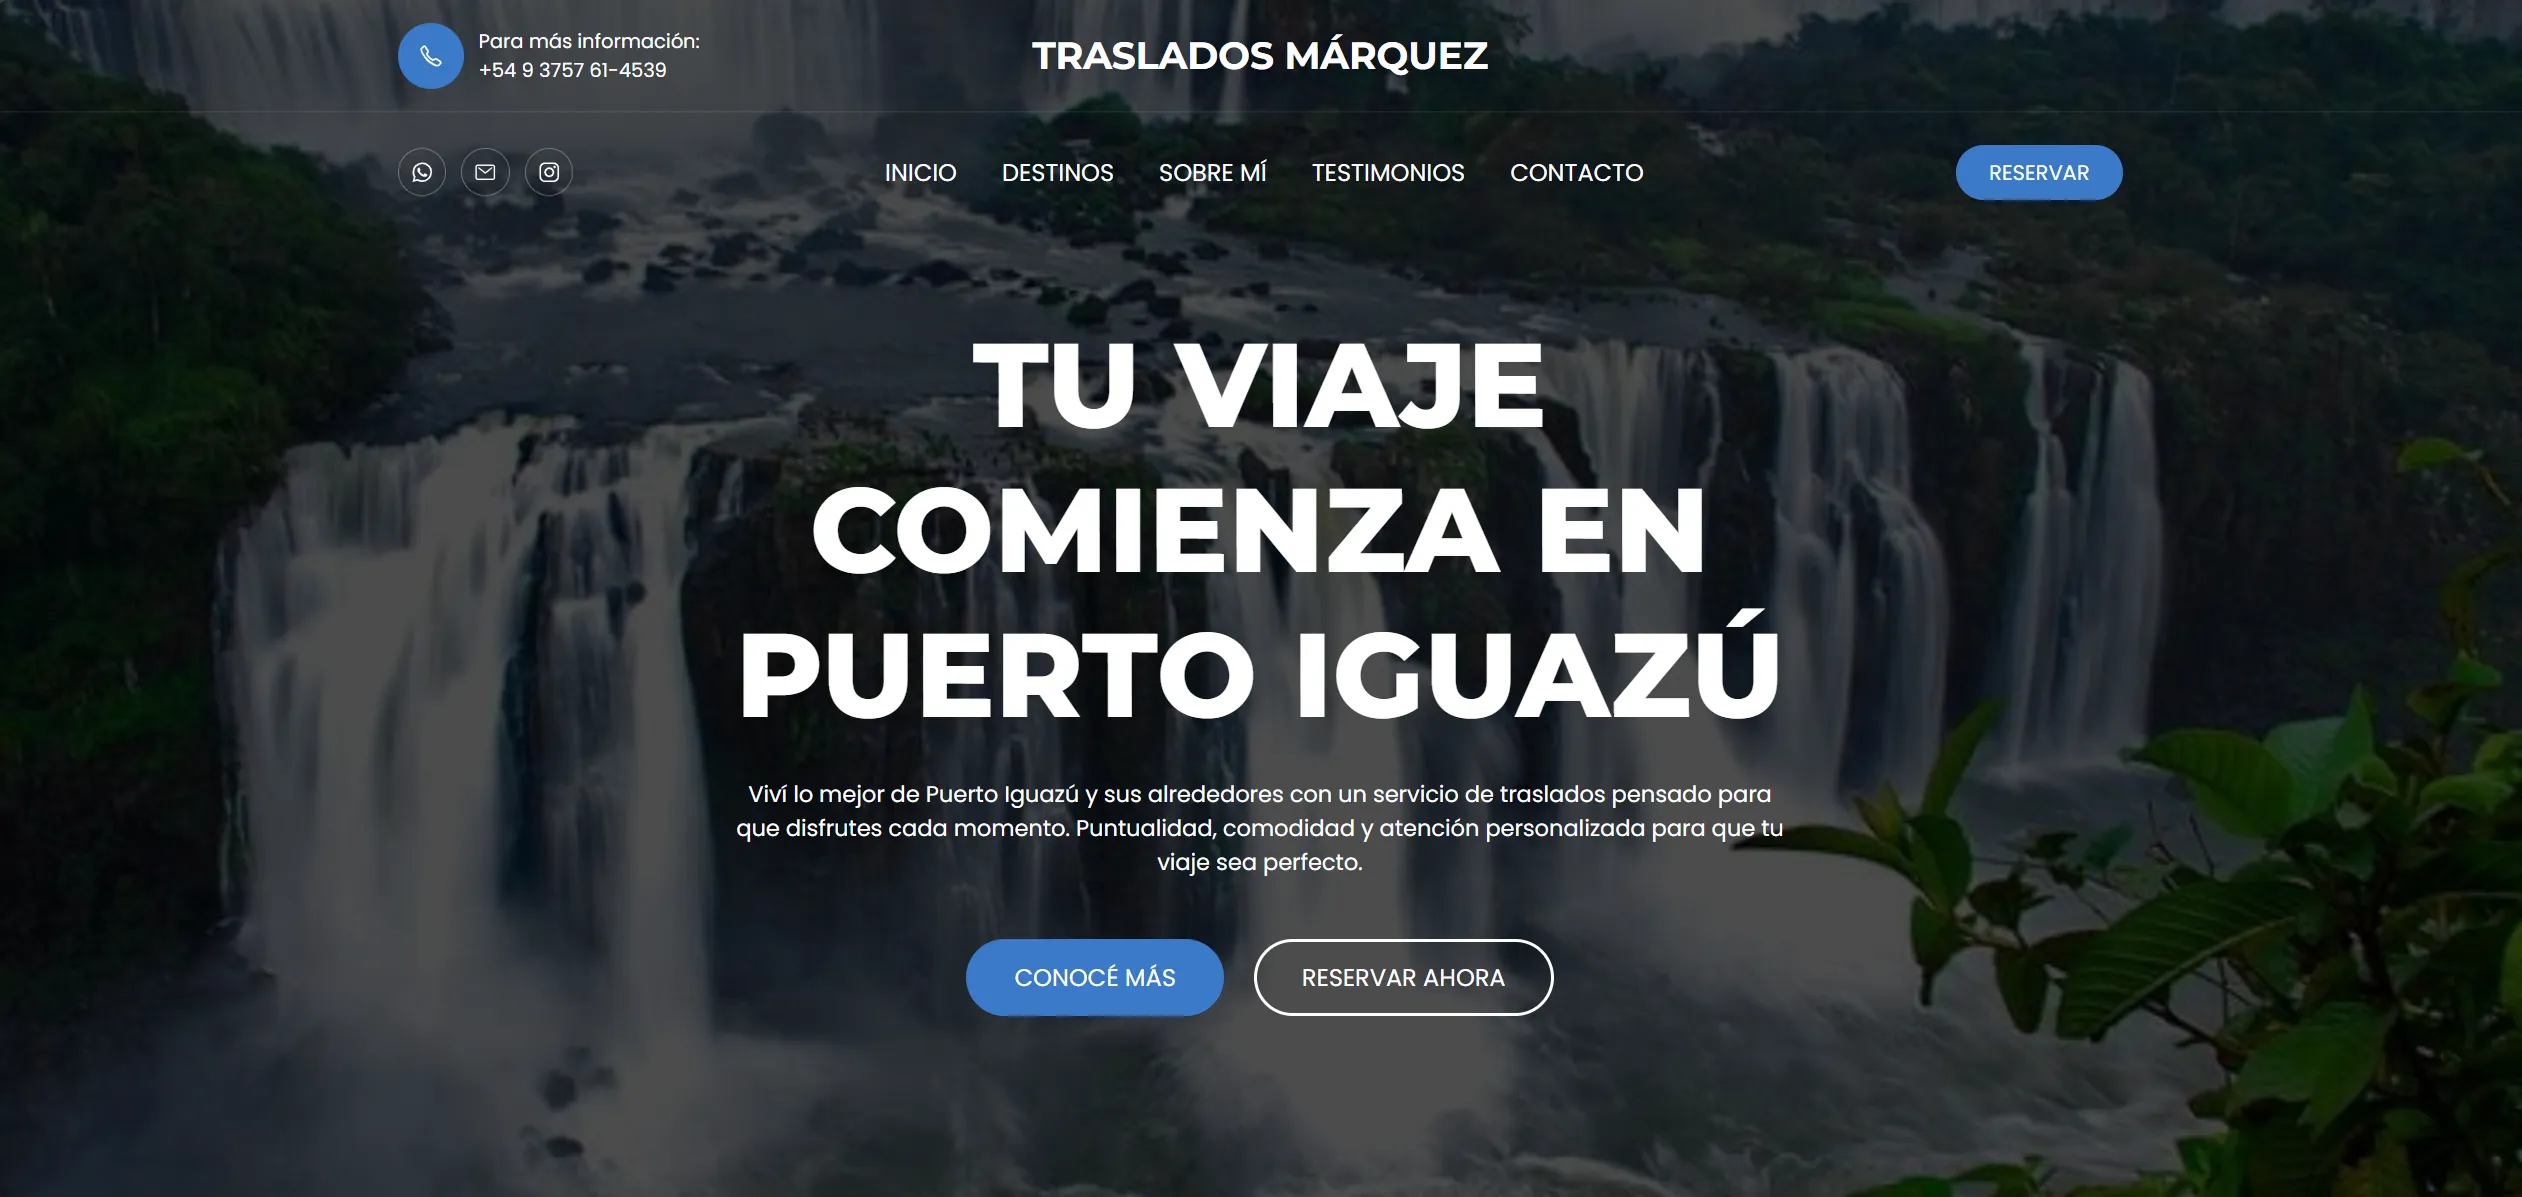 Para más información:
+54 9 3757 61-4539
TRASLADOS MÁRQUEZ
INICIO DESTINOS SOBRE MÍ TESTIMONIOS CONTACTO
RESERVAR
TU VIAJE
COMIENZA EN
PUERTO IGUAZÚ
Viví lo mejor de Puerto Iguazú y sus alrededores con un servicio de traslados pensado para
que disfrutes cada momento. Puntualidad, comodidad y atención personalizada para que tu
viaje sea perfecto.
CONOCÉ MÁS
RESERVAR AHORA